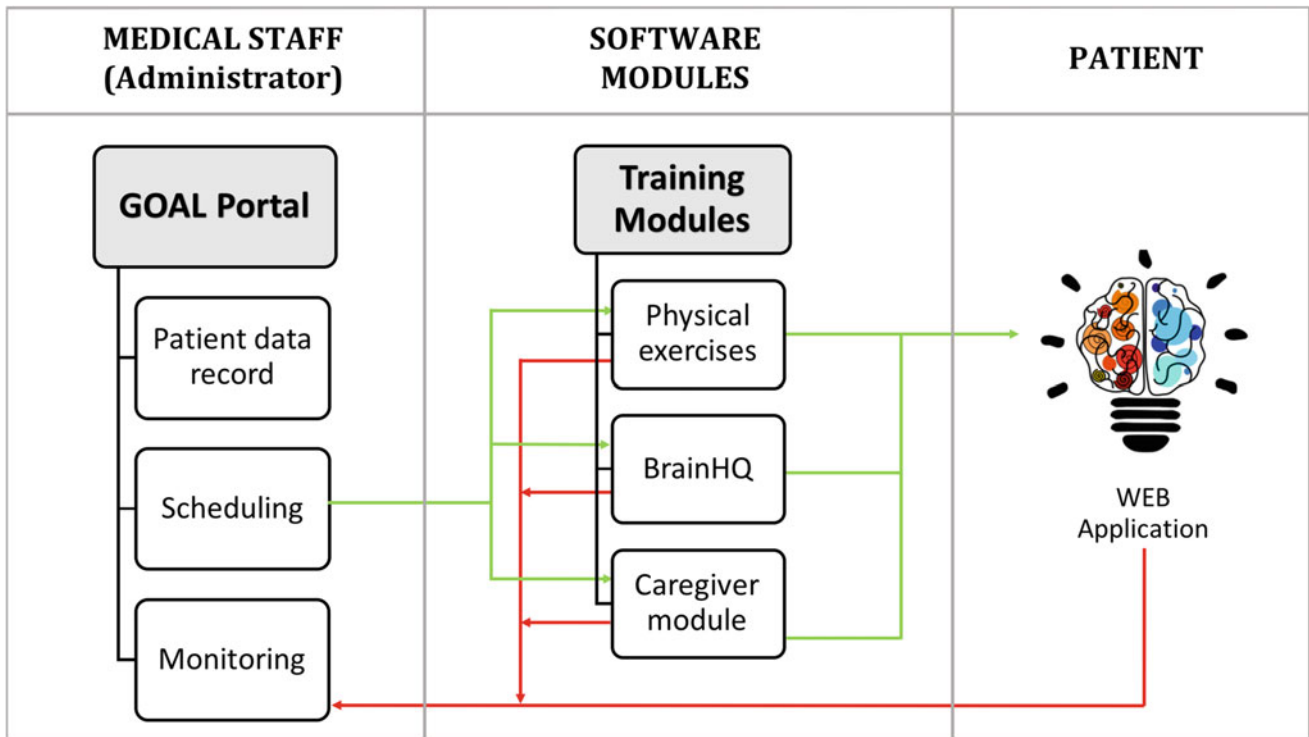 MEDICAL STAFF
(Administrator)
SOFTWARE
MODULES
PATIENT
GOAL Portal
Patient data
record
Scheduling
Monitoring
Training
Modules
Physical
exercises
BrainHQ
Caregiver
module
WEB
Application